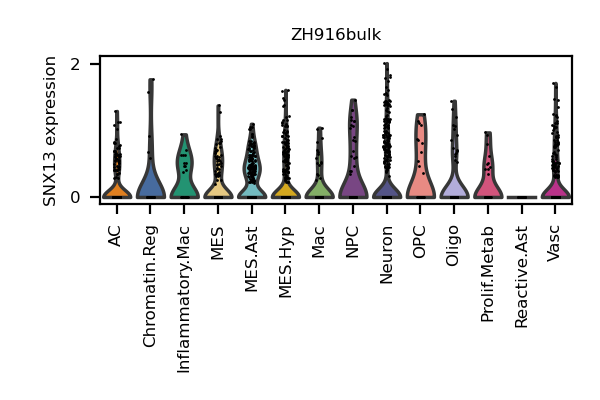 ZH916bulk
SNX13 expression
2
0
AC
Chromatin.Reg
Inflammatory.Mac
MES
MES.Ast
MES.Hyp
Mac
NPC
Neuron
OPC
Oligo
Prolif.Metab
Reactive.Ast
Vasc